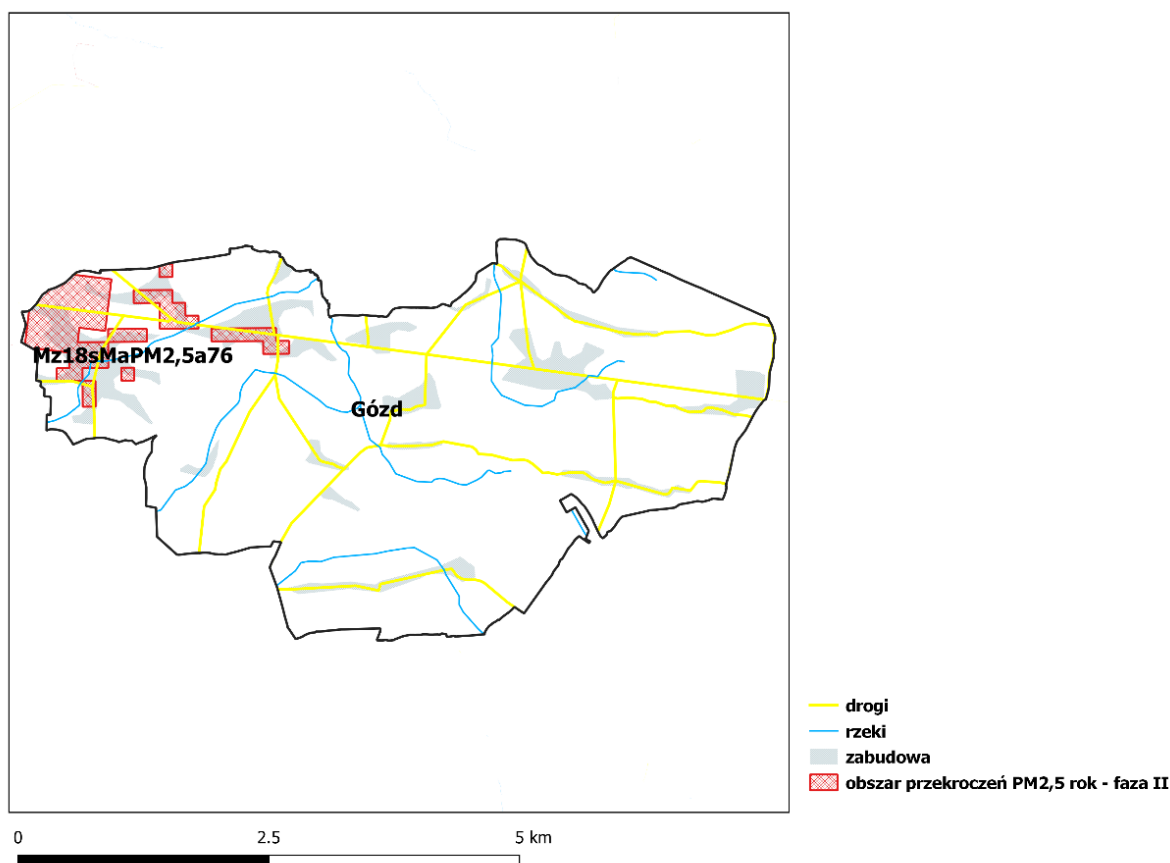 Mz18sMaPM2,5a76
Gózd
drogi
rzeki
zabudowa
obszar przekroczeń PM2,5 rok - faza II
0 2.5 5 km